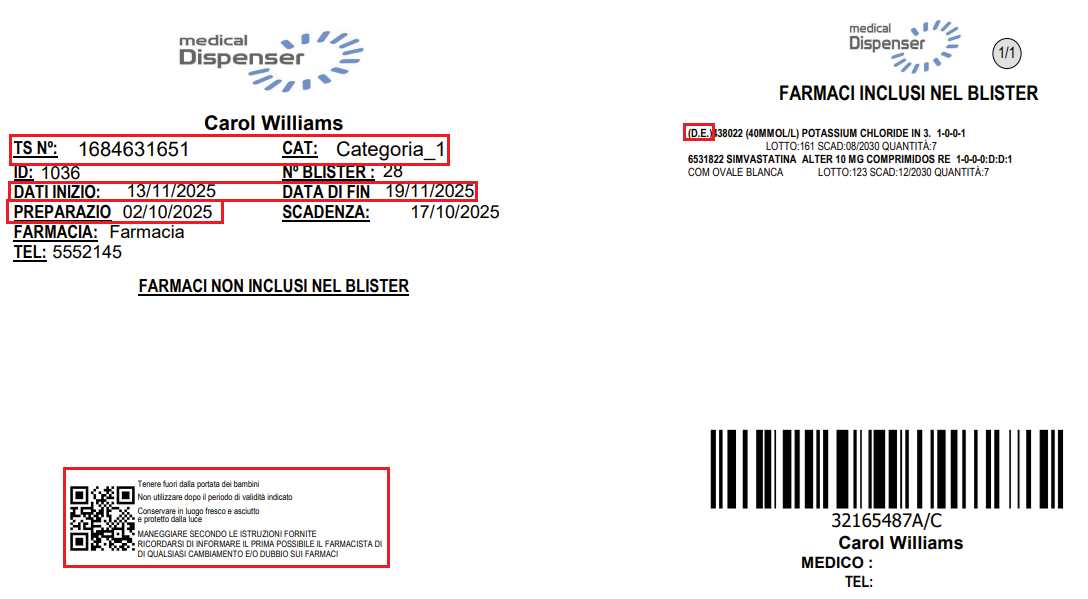 medical
Dispenser
Carol Williams
TS Nº: 1684631651 CAT: Categoria_1
ID: 1036 Nº BLISTER : 28
DATI INIZIO: 13/11/2025 DATA DI FIN 19/11/2025
PREPARAZIO 02/10/2025 SCADENZA: 17/10/2025
FARMACIA: Farmacia
TEL: 5552145
FARMACI NON INCLUSI NEL BLISTER
Tenere fuori dalla portata dei bambini
Non utilizzare dopo il periodo di validità indicato
Conservare in luogo fresco e asciutto
e protetto dalla luce
MANEGGIARE SECONDO LE ISTRUZIONI FORNITE
RICORDARSI DI INFORMARE IL PRIMA POSSIBILE IL FARMACISTA DI
DI QUALSIASI CAMBIAMENTO E/O DUBBIO SUI FARMACI
medical
Dispenser
1/1
FARMACI INCLUSI NEL BLISTER
(D.E.)438022 (40MMOL/L) POTASSIUM CHLORIDE IN 3. 1-0-0-1
LOTTO:161 SCAD:08/2030 QUANTITÀ:7
6531822 SIMVASTATINA ALTER 10 MG COMPRIMIDOS RE 1-0-0-0:D:D:1
COM OVALE BLANCA LOTTO:123 SCAD:12/2030 QUANTITÀ:7
32165487A/C
Carol Williams
MEDICO :
TEL: